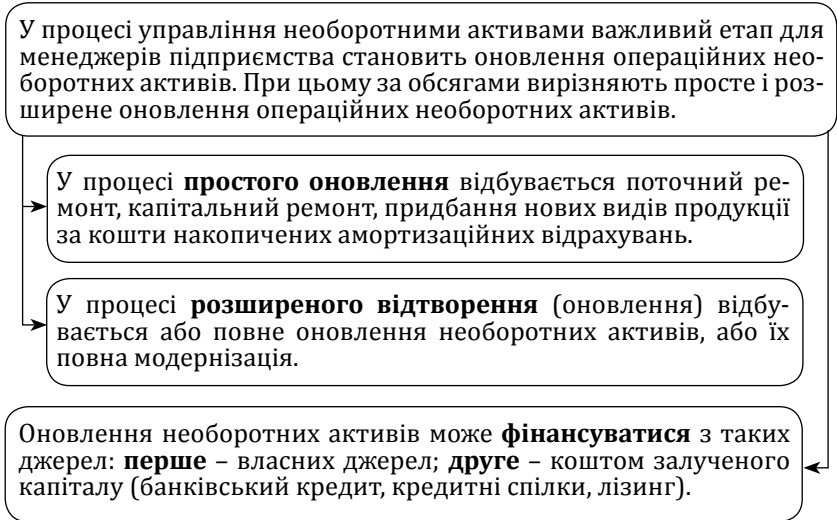 У процесі управління необоротними активами важливий етап для
менеджерів підприємства становить оновлення операційних нео-
боротних активів. При цьому за обсягами вирізняють просте і роз-
ширене оновлення операційних необоротних активів.
У процесі простого оновлення відбувається поточний ре-
монт, капітальний ремонт, придбання нових видів продукції
за кошти накопичених амортизаційних відрахувань.
У процесі розширеного відтворення (оновлення) відбу-
вається або повне оновлення необоротних активів, або їх
повна модернізація.
Оновлення необоротних активів може фінансуватися з таких
джерел: перше – власних джерел; друге – коштом залученого
капіталу (банківський кредит, кредитні спілки, лізинг).